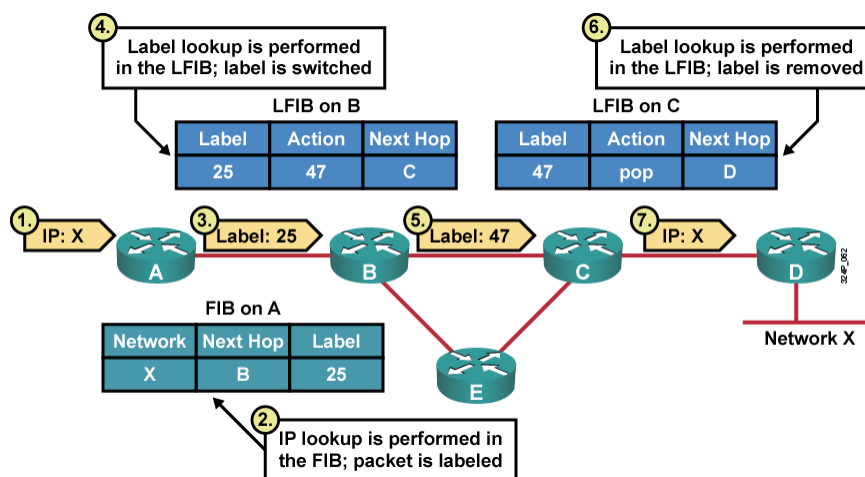 4.
Label lookup is performed
in the LFIB; label is switched
6.
Label lookup is performed
in the LFIB; label is removed
LFIB on B
Label Action Next Hop
25 47 C
LFIB on C
Label Action Next Hop
47 pop D
1.
IP: X
A
3.
Label: 25
B
5.
Label: 47
C
7.
IP: X
D
324P_062
Network X
FIB on A
Network Next Hop Label
X B 25
E
2.
IP lookup is performed in
the FIB; packet is labeled